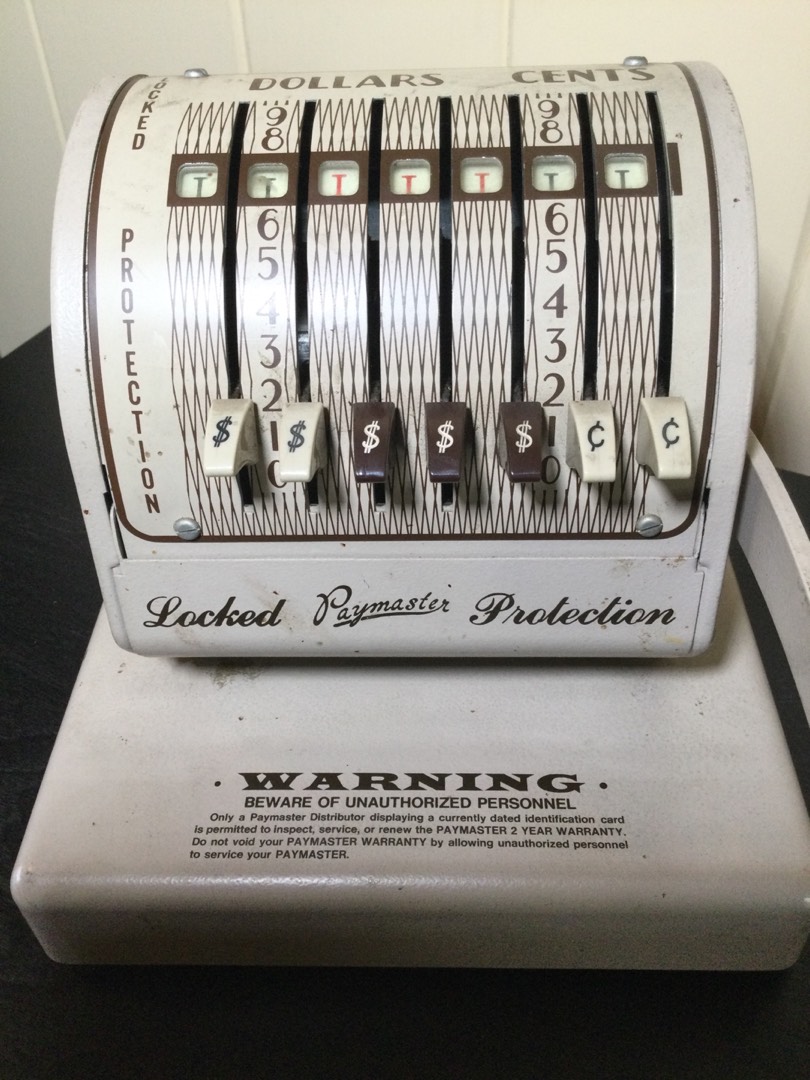 DOLLARS CENTS
LOCKED PROTECTION
9 9
8 8
T T T T T T T
6 6
5 5
4 4
3 3
2 2
1 1
0 0
$ $ $ $ $ ¢ ¢
Locked Paymaster Protection
· WARNING ·
BEWARE OF UNAUTHORIZED PERSONNEL
Only a Paymaster Distributor displaying a currently dated identification card
is permitted to inspect, service, or renew the PAYMASTER 2 YEAR WARRANTY.
Do not void your PAYMASTER WARRANTY by allowing unauthorized personnel
to service your PAYMASTER.